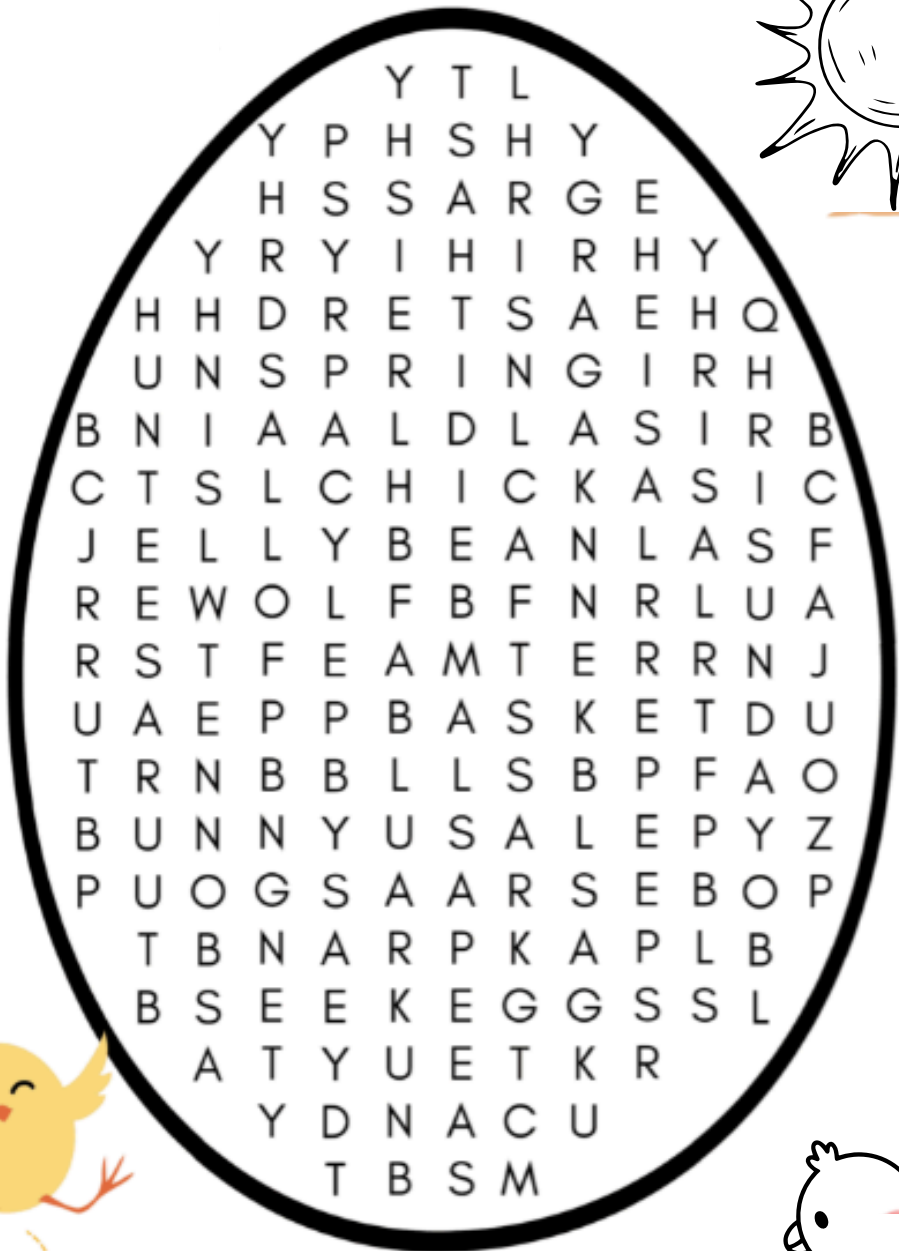 Y T L
Y P H S H Y
H S S A R G E
Y R Y I H I R H Y
H H D R E T S A E H Q
U N S P R I N G I R H
B N I A A L D L A S I R B
C T S L C H I C K A S I C
J E L L Y B E A N L A S F
R E W O L F B F N R L U A
R S T F E A M T E R R N J
U A E P P B A S K E T D U
T R N B B L L S B P F A O
B U N N Y U S A L E P Y Z
P U O G S A A R S E B O P
T B N A R P K A P L B
B S E E K E G G S S L
A T Y U E T K R
Y D N A C U
T B S M